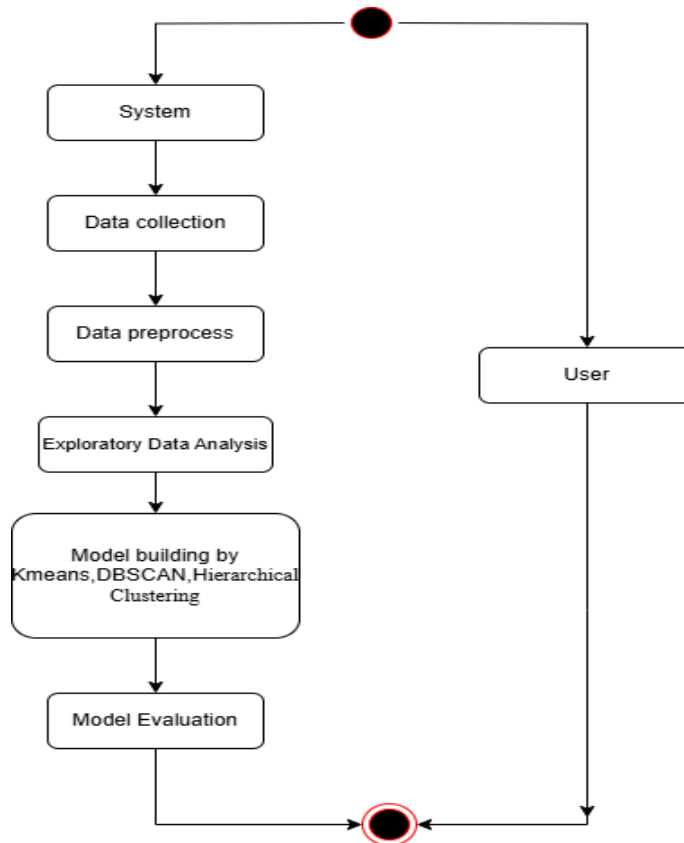 System
Data collection
Data preprocess
User
Exploratory Data Analysis
Model building by
Kmeans,DBSCAN,Hierarchical
Clustering
Model Evaluation